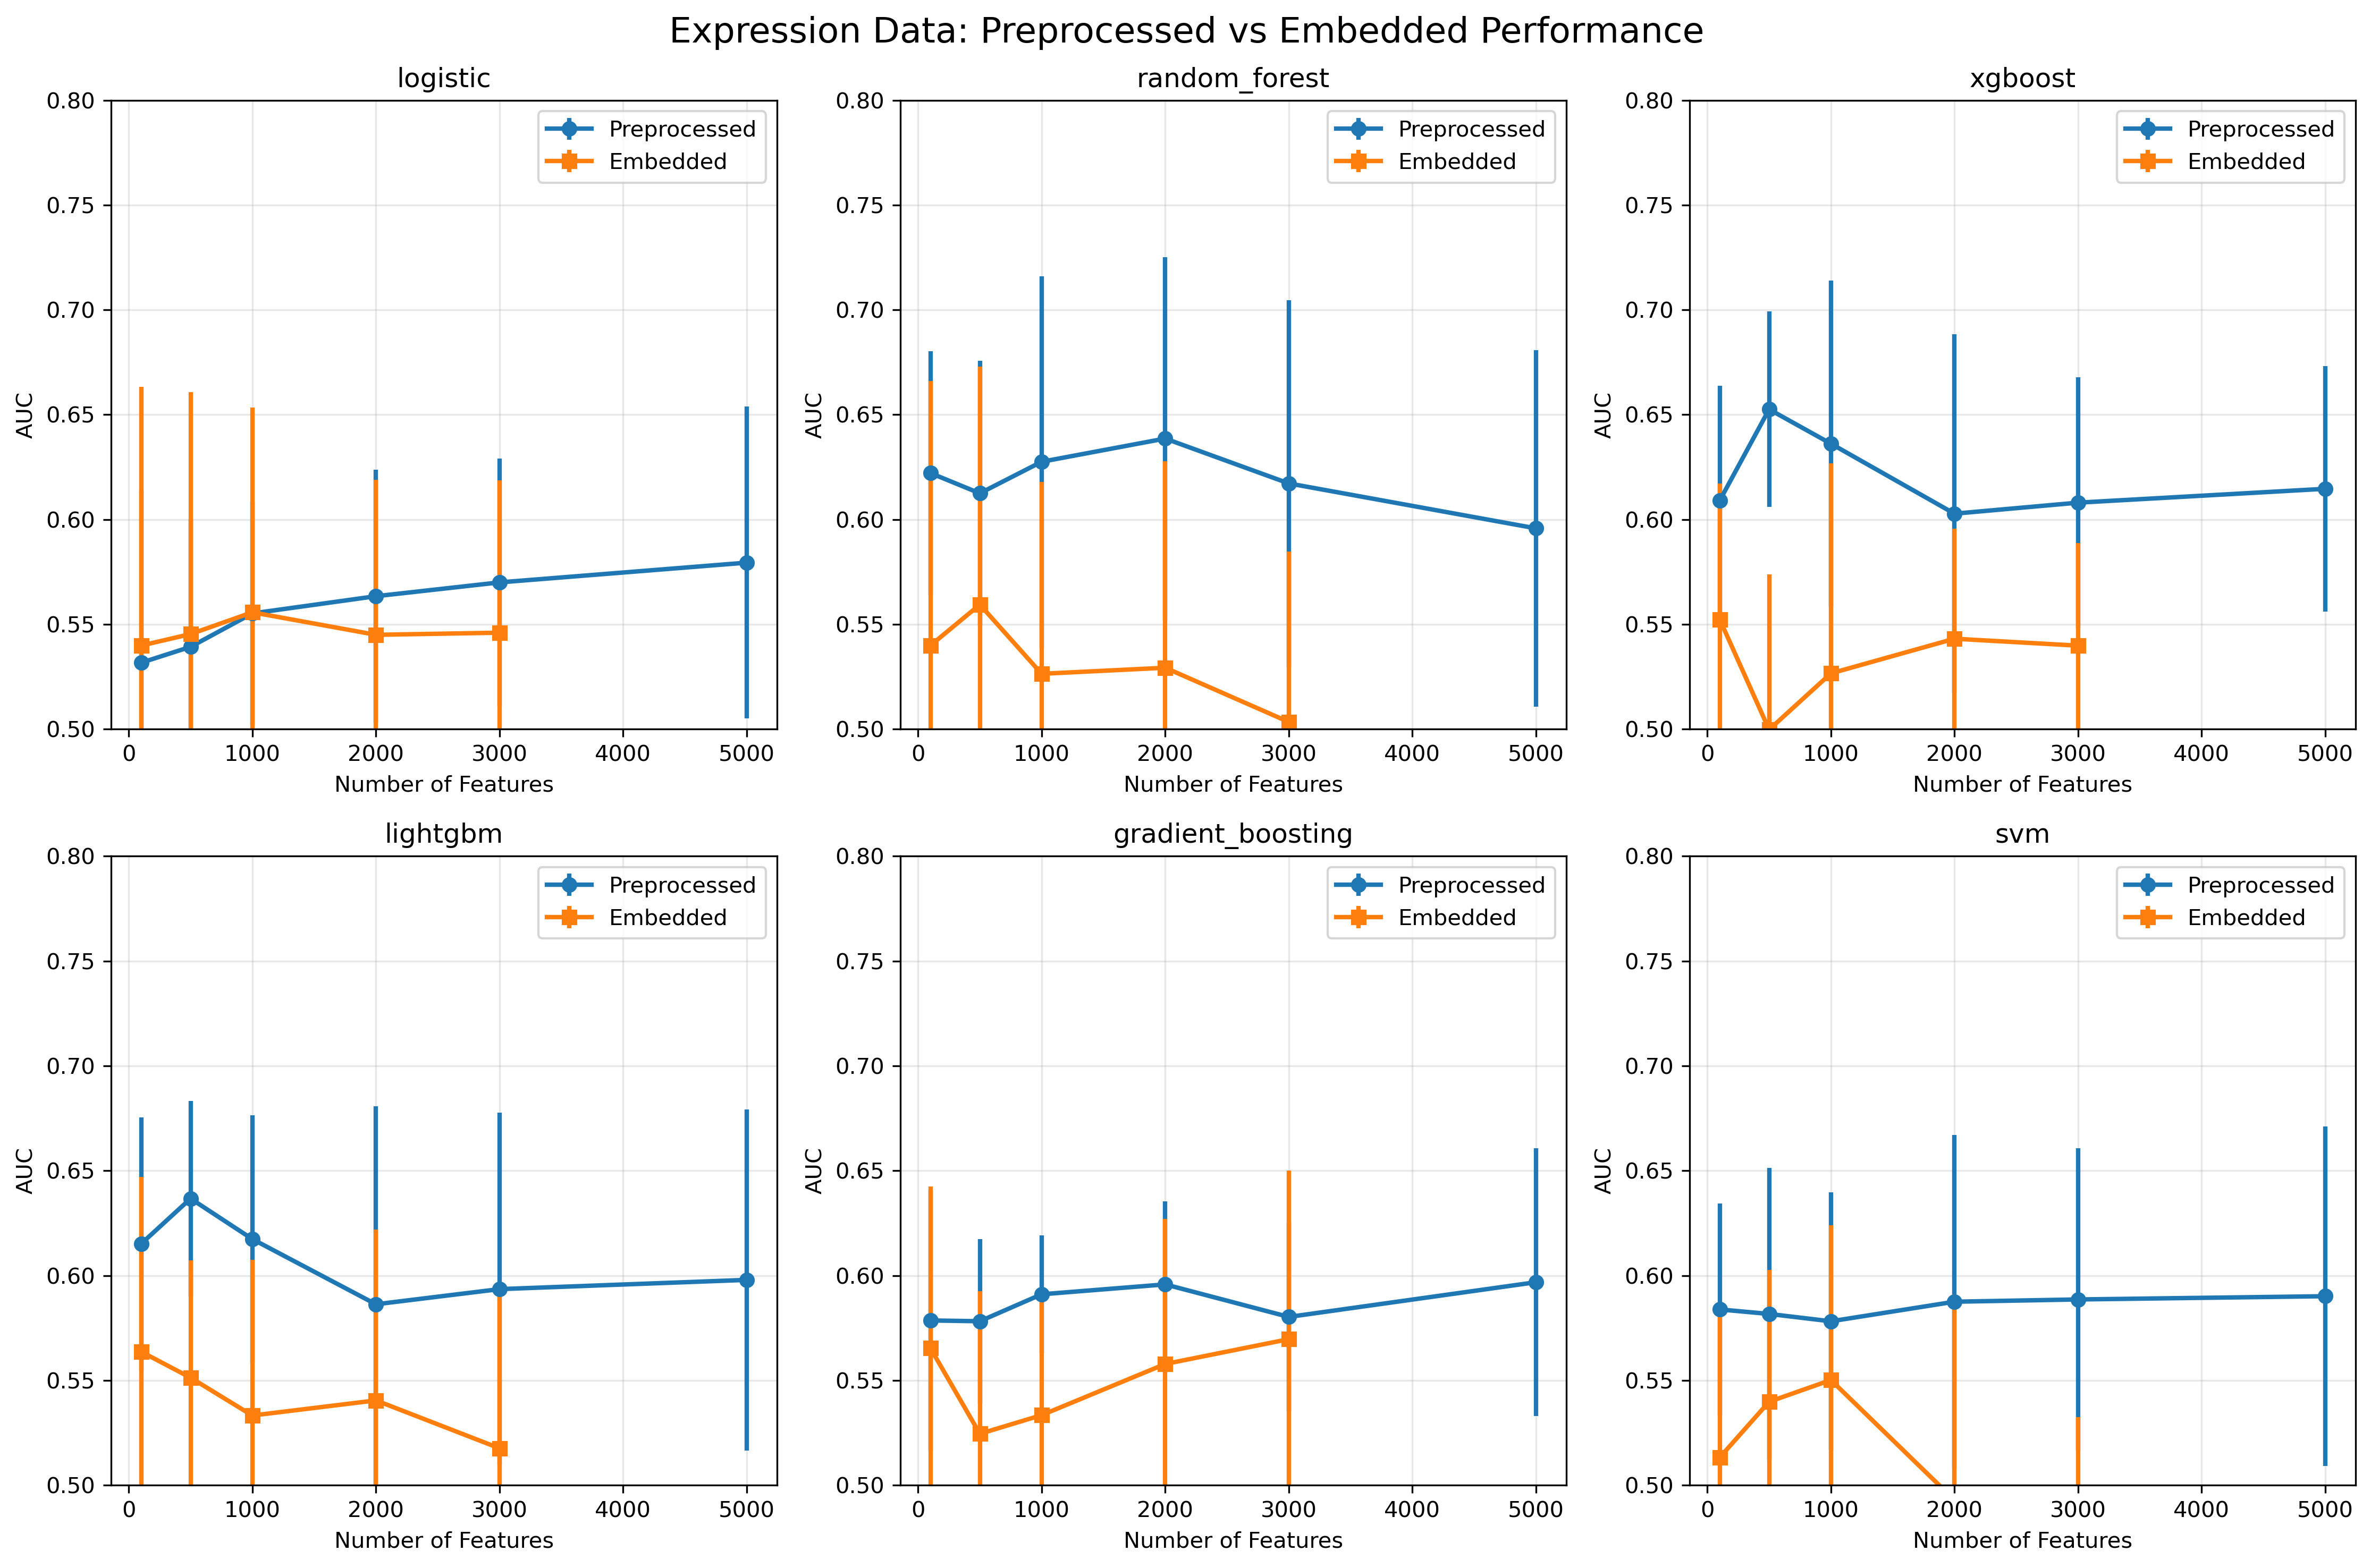 Expression Data: Preprocessed vs Embedded Performance
logistic
Preprocessed
Embedded
0.80
0.75
0.70
0.65
0.60
0.55
0.50
AUC
0
1000
2000
3000
4000
5000
Number of Features
random_forest
Preprocessed
Embedded
0.80
0.75
0.70
0.65
0.60
0.55
0.50
AUC
0
1000
2000
3000
4000
5000
Number of Features
xgboost
Preprocessed
Embedded
0.80
0.75
0.70
0.65
0.60
0.55
0.50
AUC
0
1000
2000
3000
4000
5000
Number of Features
lightgbm
Preprocessed
Embedded
0.80
0.75
0.70
0.65
0.60
0.55
0.50
AUC
0
1000
2000
3000
4000
5000
Number of Features
gradient_boosting
Preprocessed
Embedded
0.80
0.75
0.70
0.65
0.60
0.55
0.50
AUC
0
1000
2000
3000
4000
5000
Number of Features
svm
Preprocessed
Embedded
0.80
0.75
0.70
0.65
0.60
0.55
0.50
AUC
0
1000
2000
3000
4000
5000
Number of Features